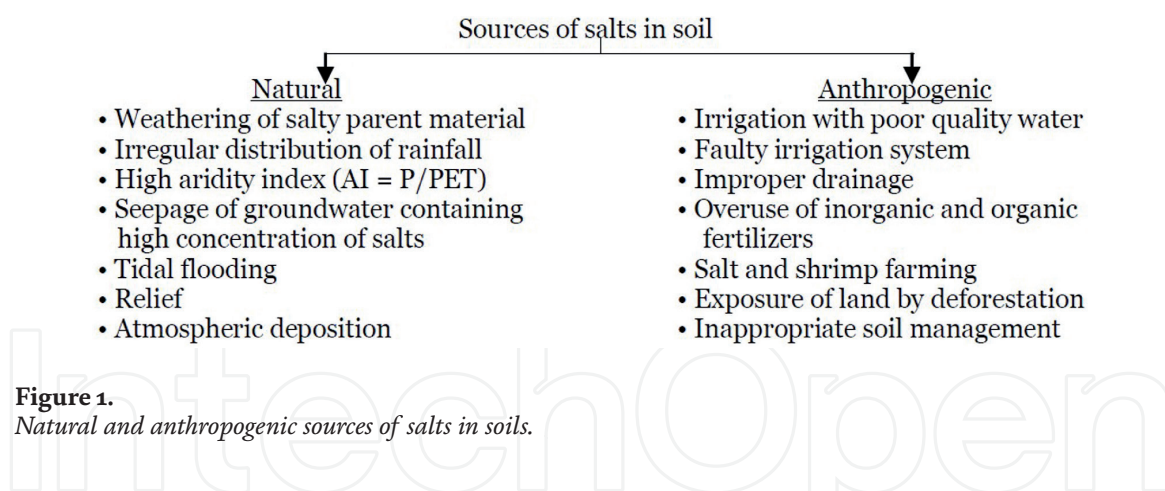 Sources of salts in soil
Natural
• Weathering of salty parent material
• Irregular distribution of rainfall
• High aridity index (AI = P/PET)
• Seepage of groundwater containing
high concentration of salts
• Tidal flooding
• Relief
• Atmospheric deposition
Anthropogenic
• Irrigation with poor quality water
• Faulty irrigation system
• Improper drainage
• Overuse of inorganic and organic
fertilizers
• Salt and shrimp farming
• Exposure of land by deforestation
• Inappropriate soil management
Figure 1.
Natural and anthropogenic sources of salts in soils.
IntechOpen